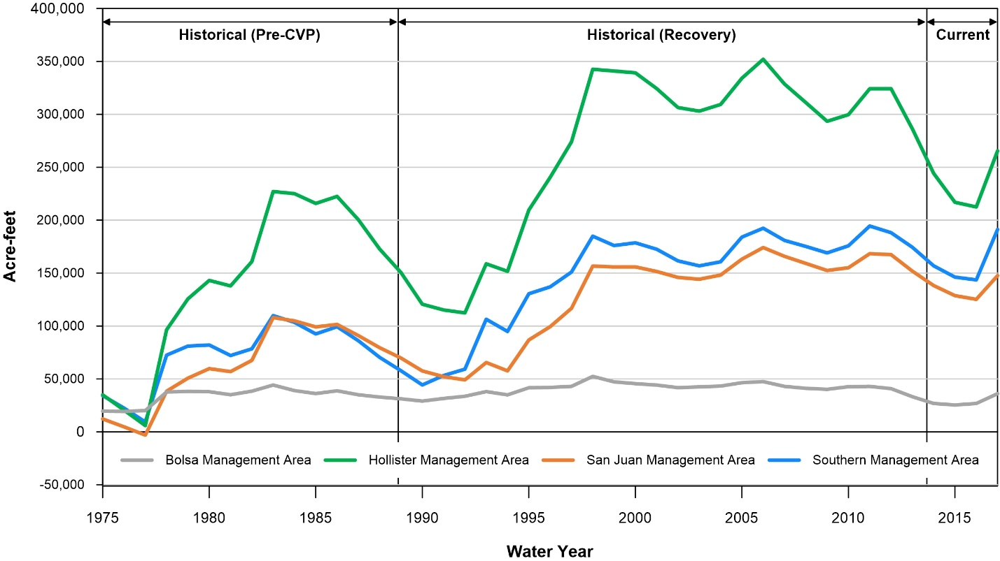 400,000
Historical (Pre-CVP) Historical (Recovery) Current
350,000
300,000
250,000
200,000
150,000
100,000
50,000
0
-50,000
Acre-feet
Bolsa Management Area Hollister Management Area San Juan Management Area Southern Management Area
1975 1980 1985 1990 1995 2000 2005 2010 2015
Water Year